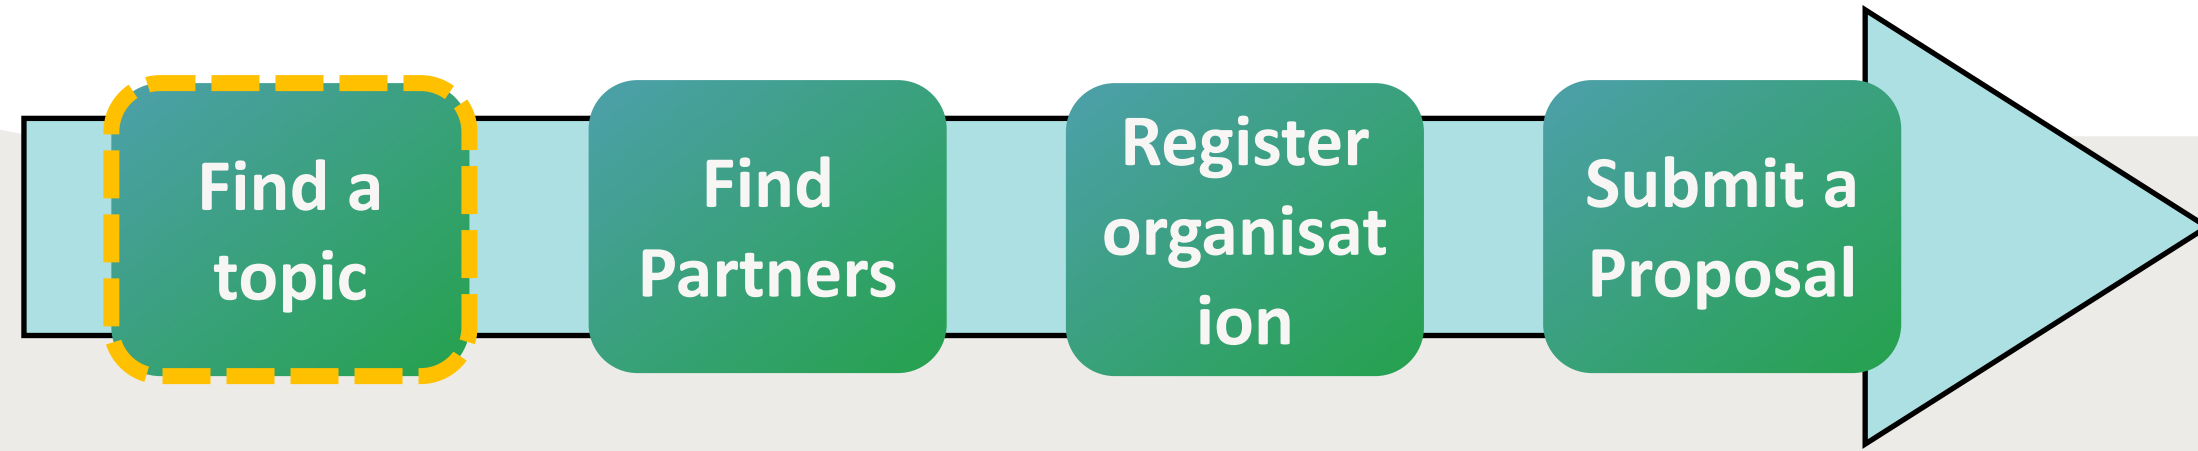 Find a
topic
Find
Partners
Register
organisat
ion
Submit a
Proposal